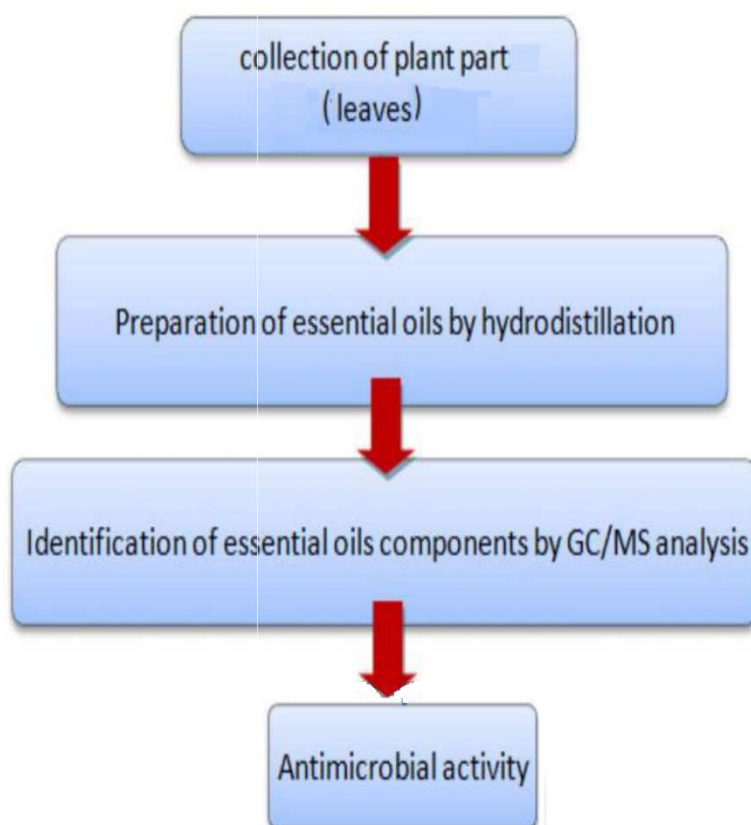 collection of plant part
(leaves)
Preparation of essential oils by hydrodistillation
Identification of essential oils components by GC/MS analysis
Antimicrobial activity